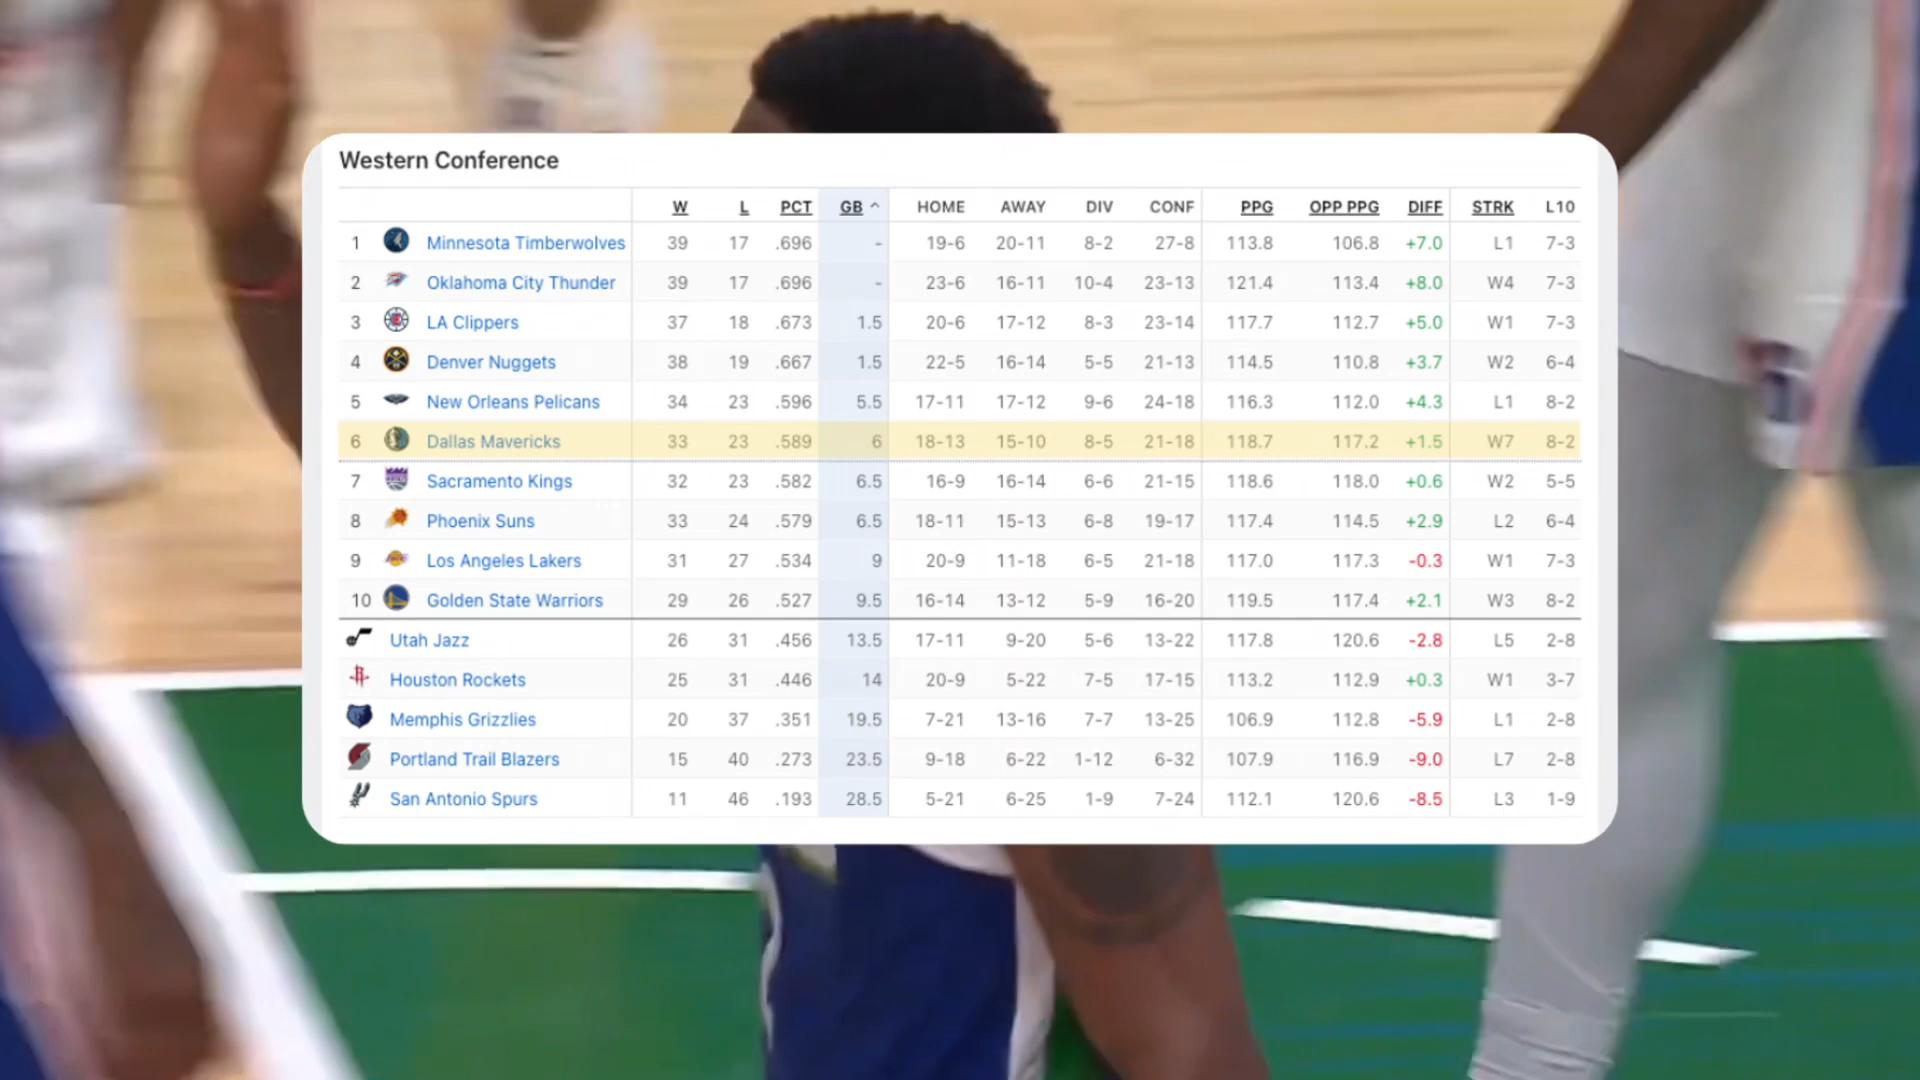 Western Conference
W L PCT GB ^ HOME AWAY DIV CONF PPG OPP PPG DIFF STRK L10
1 Minnesota Timberwolves 39 17 .696 - 19-6 20-11 8-2 27-8 113.8 106.8 +7.0 L1 7-3
2 Oklahoma City Thunder 39 17 .696 - 23-6 16-11 10-4 23-13 121.4 113.4 +8.0 W4 7-3
3 LA Clippers 37 18 .673 1.5 20-6 17-12 8-3 23-14 117.7 112.7 +5.0 W1 7-3
4 Denver Nuggets 38 19 .667 1.5 22-5 16-14 5-5 21-13 114.5 110.8 +3.7 W2 6-4
5 New Orleans Pelicans 34 23 .596 5.5 17-11 17-12 9-6 24-18 116.3 112.0 +4.3 L1 8-2
6 Dallas Mavericks 33 23 .589 6 18-13 15-10 8-5 21-18 118.7 117.2 +1.5 W7 8-2
7 Sacramento Kings 32 23 .582 6.5 16-9 16-14 6-6 21-15 118.6 118.0 +0.6 W2 5-5
8 Phoenix Suns 33 24 .579 6.5 18-11 15-13 6-8 19-17 117.4 114.5 +2.9 L2 6-4
9 Los Angeles Lakers 31 27 .534 9 20-9 11-18 6-5 21-18 117.0 117.3 -0.3 W1 7-3
10 Golden State Warriors 29 26 .527 9.5 16-14 13-12 5-9 16-20 119.5 117.4 +2.1 W3 8-2
Utah Jazz 26 31 .456 13.5 17-11 9-20 5-6 13-22 117.8 120.6 -2.8 L5 2-8
Houston Rockets 25 31 .446 14 20-9 5-22 7-5 17-15 113.2 112.9 +0.3 W1 3-7
Memphis Grizzlies 20 37 .351 19.5 7-21 13-16 7-7 13-25 106.9 112.8 -5.9 L1 2-8
Portland Trail Blazers 15 40 .273 23.5 9-18 6-22 1-12 6-32 107.9 116.9 -9.0 L7 2-8
San Antonio Spurs 11 46 .193 28.5 5-21 6-25 1-9 7-24 112.1 120.6 -8.5 L3 1-9